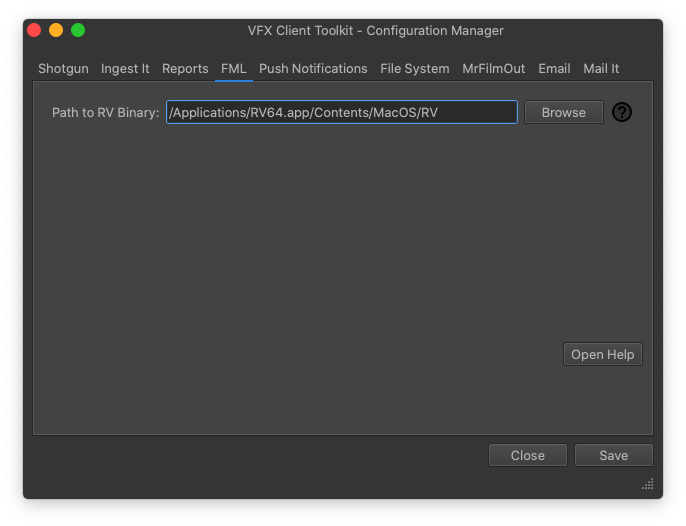 VFX Client Toolkit - Configuration Manager
Shotgun Ingest It Reports FML Push Notifications File System MrFilmOut Email Mail It
Path to RV Binary: /Applications/RV64.app/Contents/MacOS/RV Browse ?
Open Help
Close Save